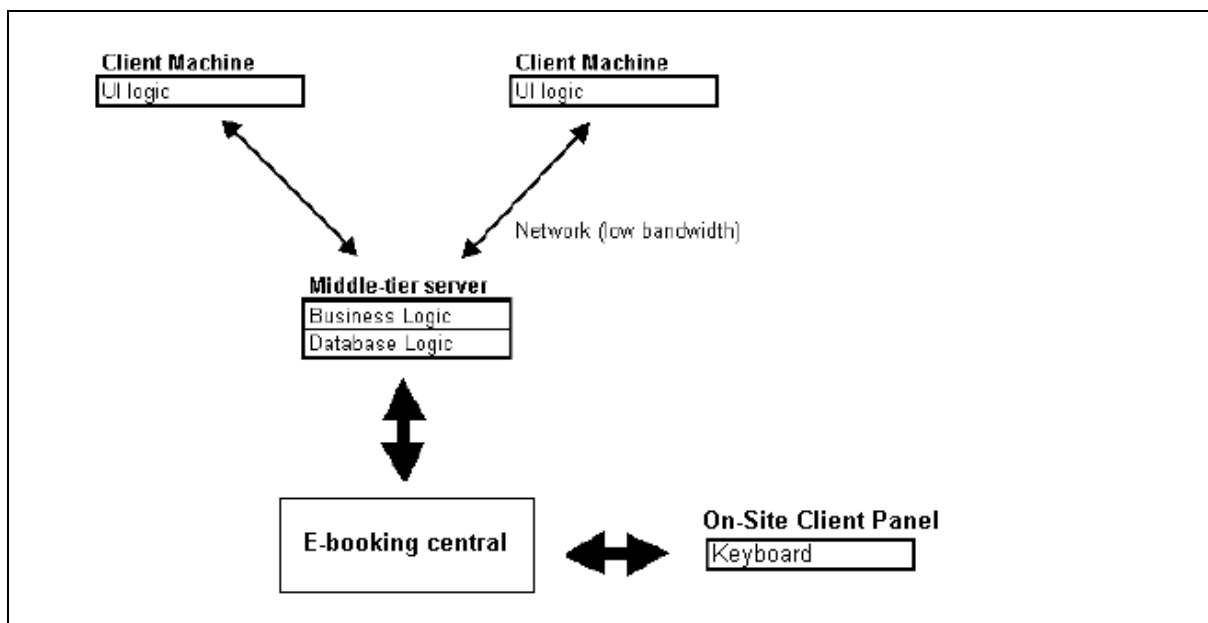 Client Machine
UI logic
Client Machine
UI logic
Network (low bandwidth)
Middle-tier server
Business Logic
Database Logic
E-booking central
On-Site Client Panel
Keyboard